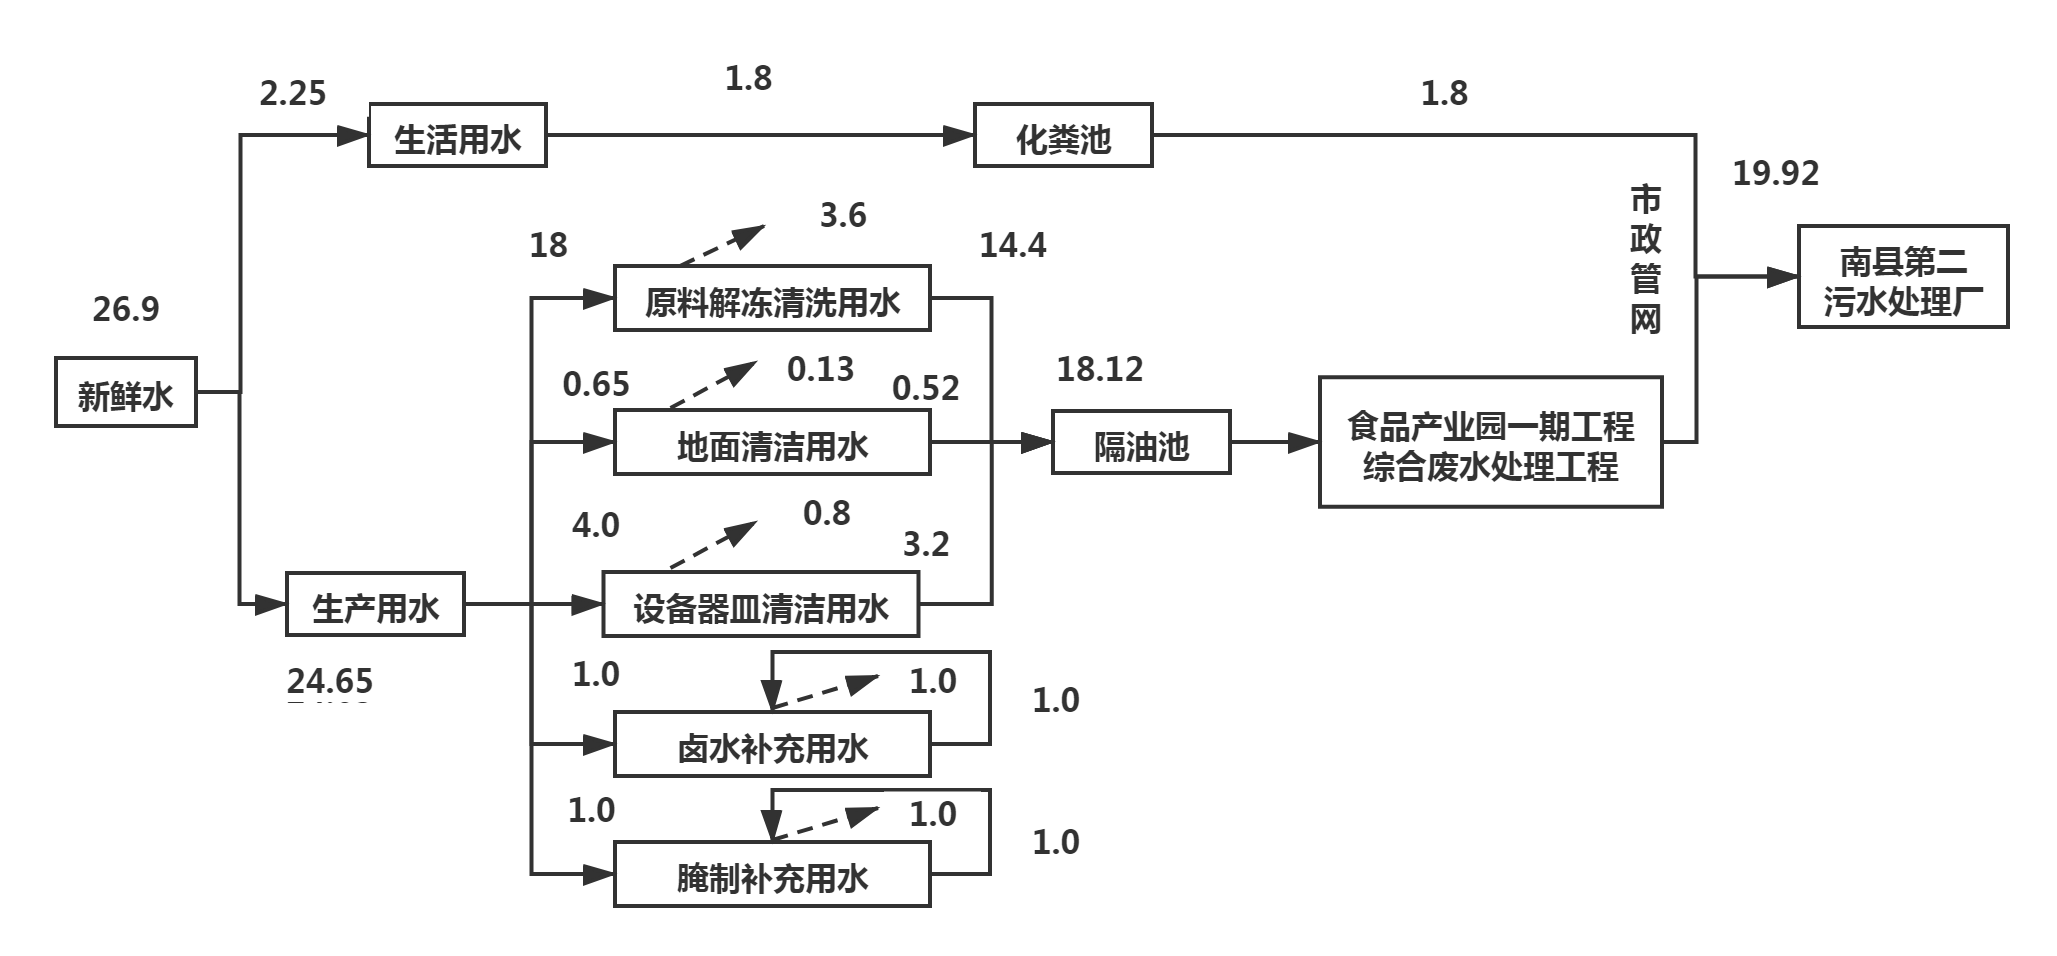 2.25
1.8
1.8
生活用水
化粪池
19.92
市政管网
3.6
18
14.4
南县第二
污水处理厂
原料解冻清洗用水
26.9
新鲜水
0.65
0.13
0.52
18.12
地面清洁用水
隔油池
食品产业园一期工程
综合废水处理工程
4.0
0.8
3.2
生产用水
设备器皿清洁用水
24.65
1.0
1.0
1.0
卤水补充用水
1.0
1.0
1.0
腌制补充用水